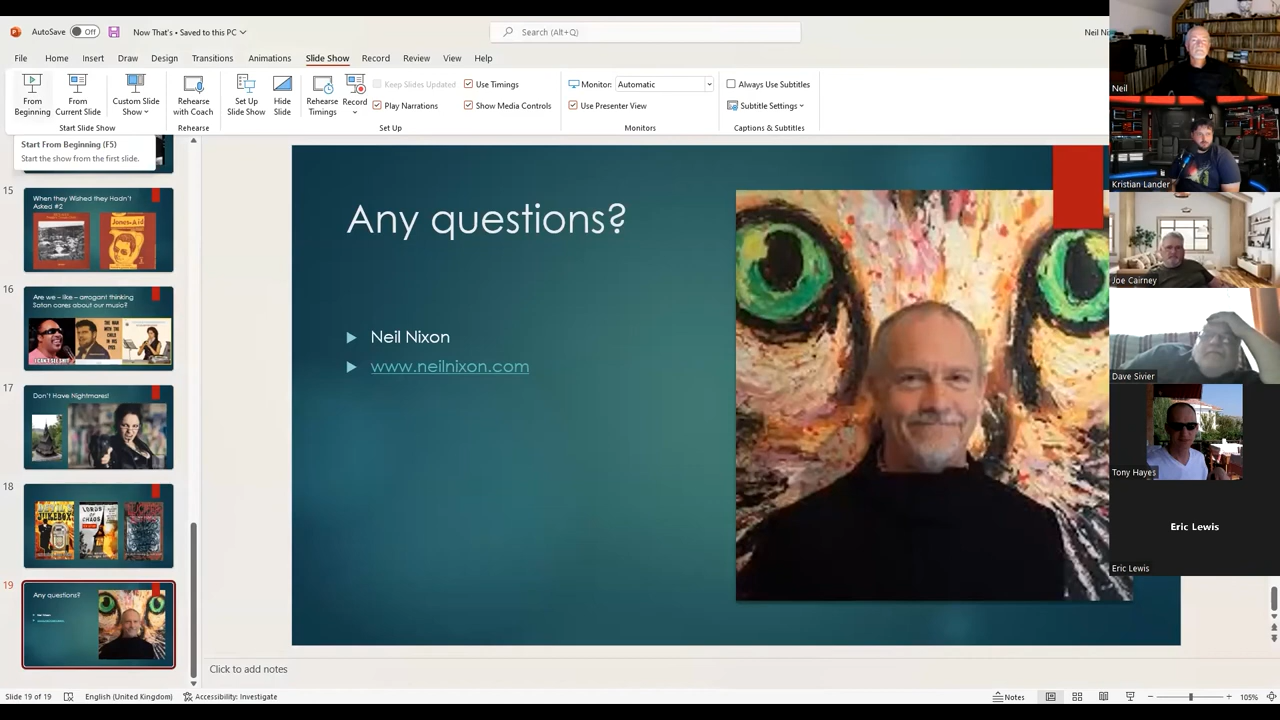 AutoSave Off Now That's • Saved to this PC Search (Alt+Q)
File Home Insert Draw Design Transitions Animations Slide Show Record Review View Help
From Beginning
From Current Slide
Custom Slide Show
Start Slide Show
Rehearse with Coach
Rehearse
Set Up Slide Show
Hide Slide
Rehearse Timings
Record
Keep Slides Updated
Play Narrations
Use Timings
Show Media Controls
Set Up
Monitor: Automatic
Use Presenter View
Monitors
Always Use Subtitles
Subtitle Settings
Captions & Subtitles
Start From Beginning (F5)
Start the show from the first slide.
15
When they Wished they Hadn't
Asked #2
16
Are we – like – arrogant thinking
Satan cares about our music?
17
Don't Have Nightmares!
18
19
Any questions?
Any questions?
Neil Nixon
www.neilnixon.com
Click to add notes
Slide 19 of 19 English (United Kingdom) Accessibility: Investigate Notes 105%
Neil
Kristian Lander
Joe Cairney
Dave Sivier
Tony Hayes
Eric Lewis
Eric Lewis